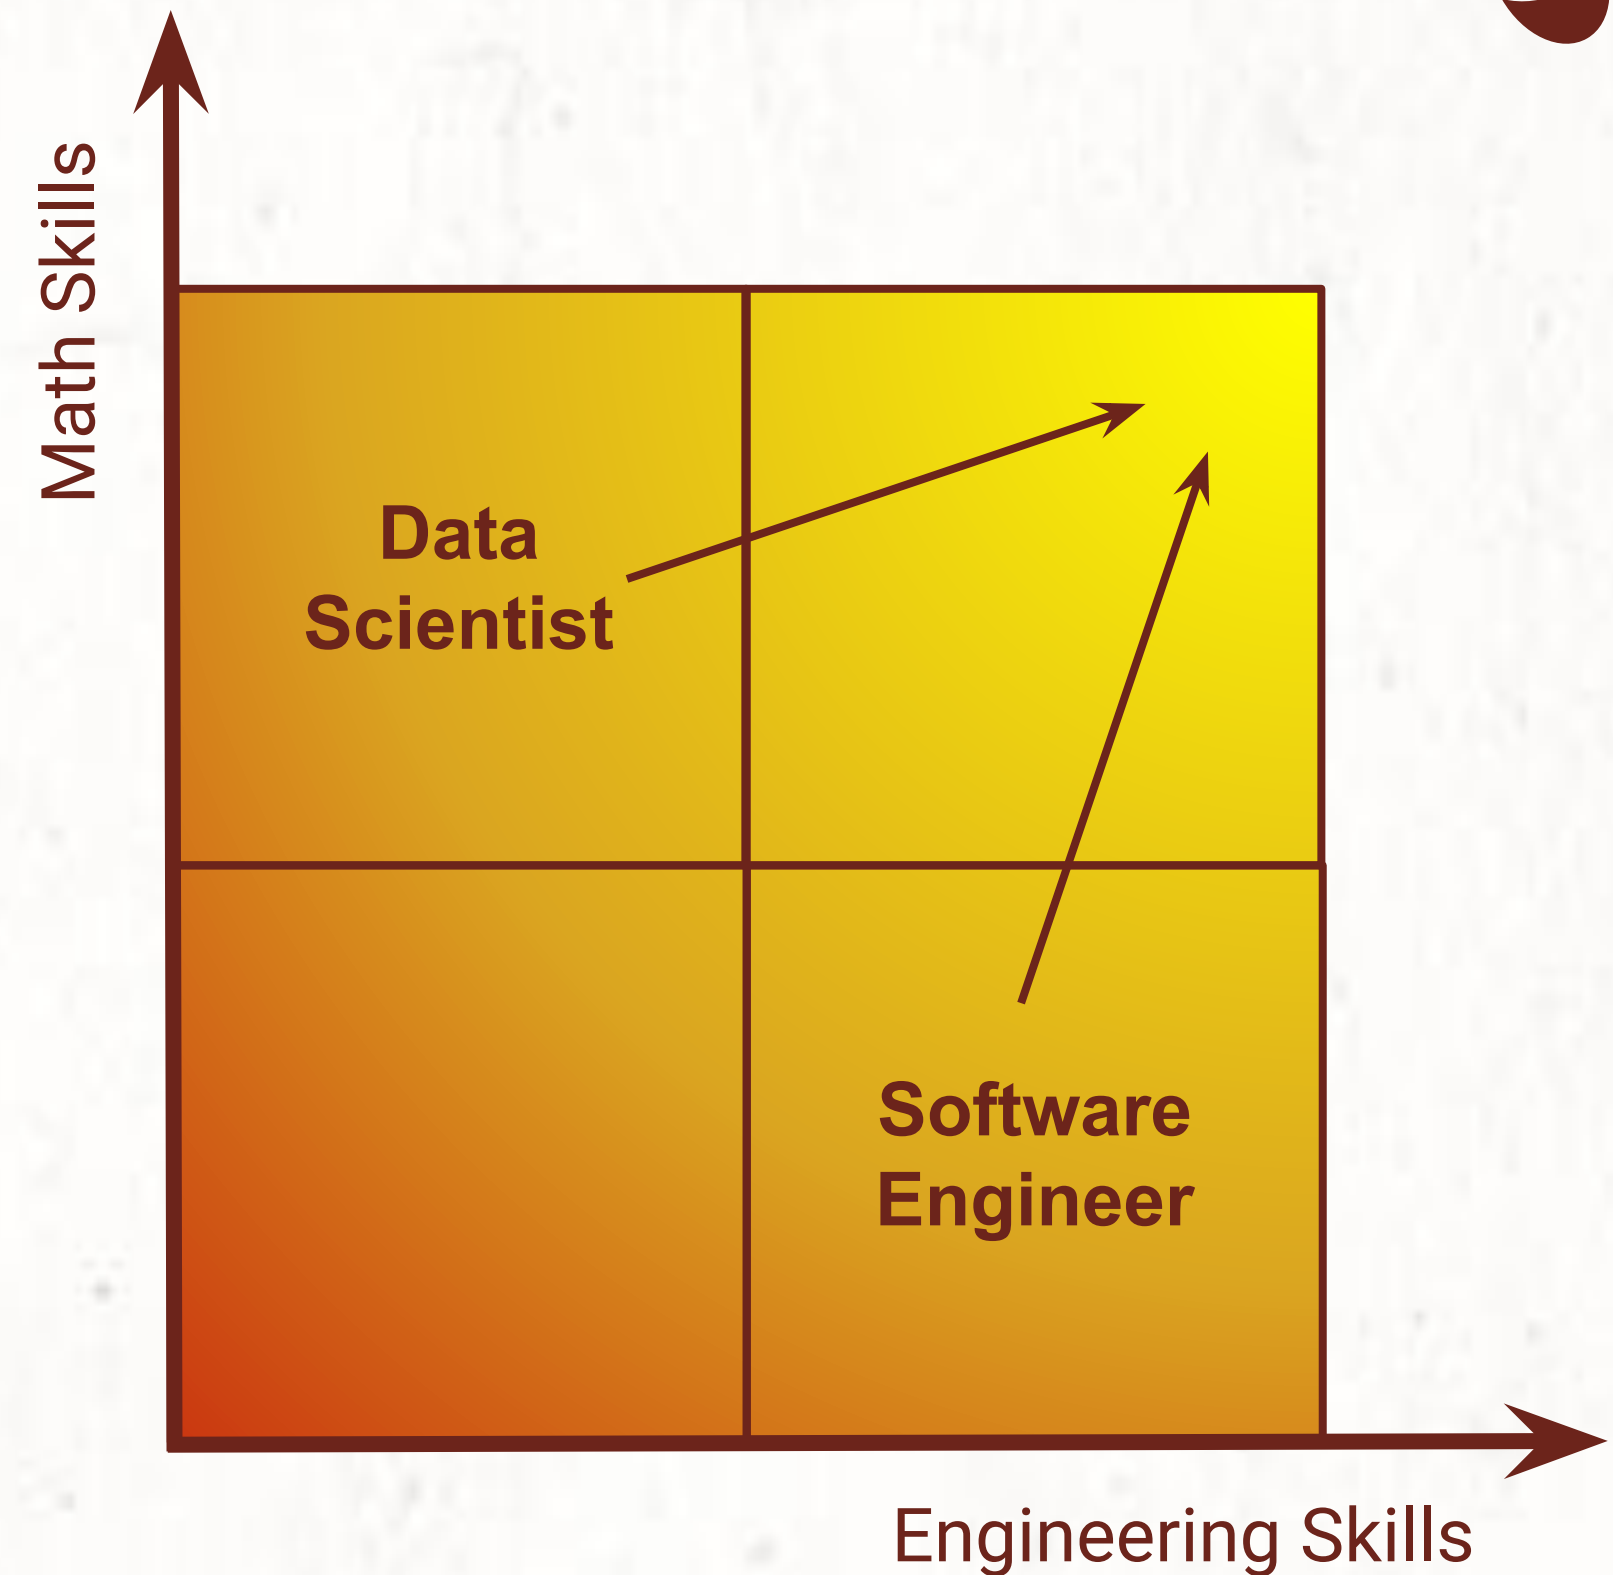 Math Skills
Data
Scientist
Software
Engineer
Engineering Skills